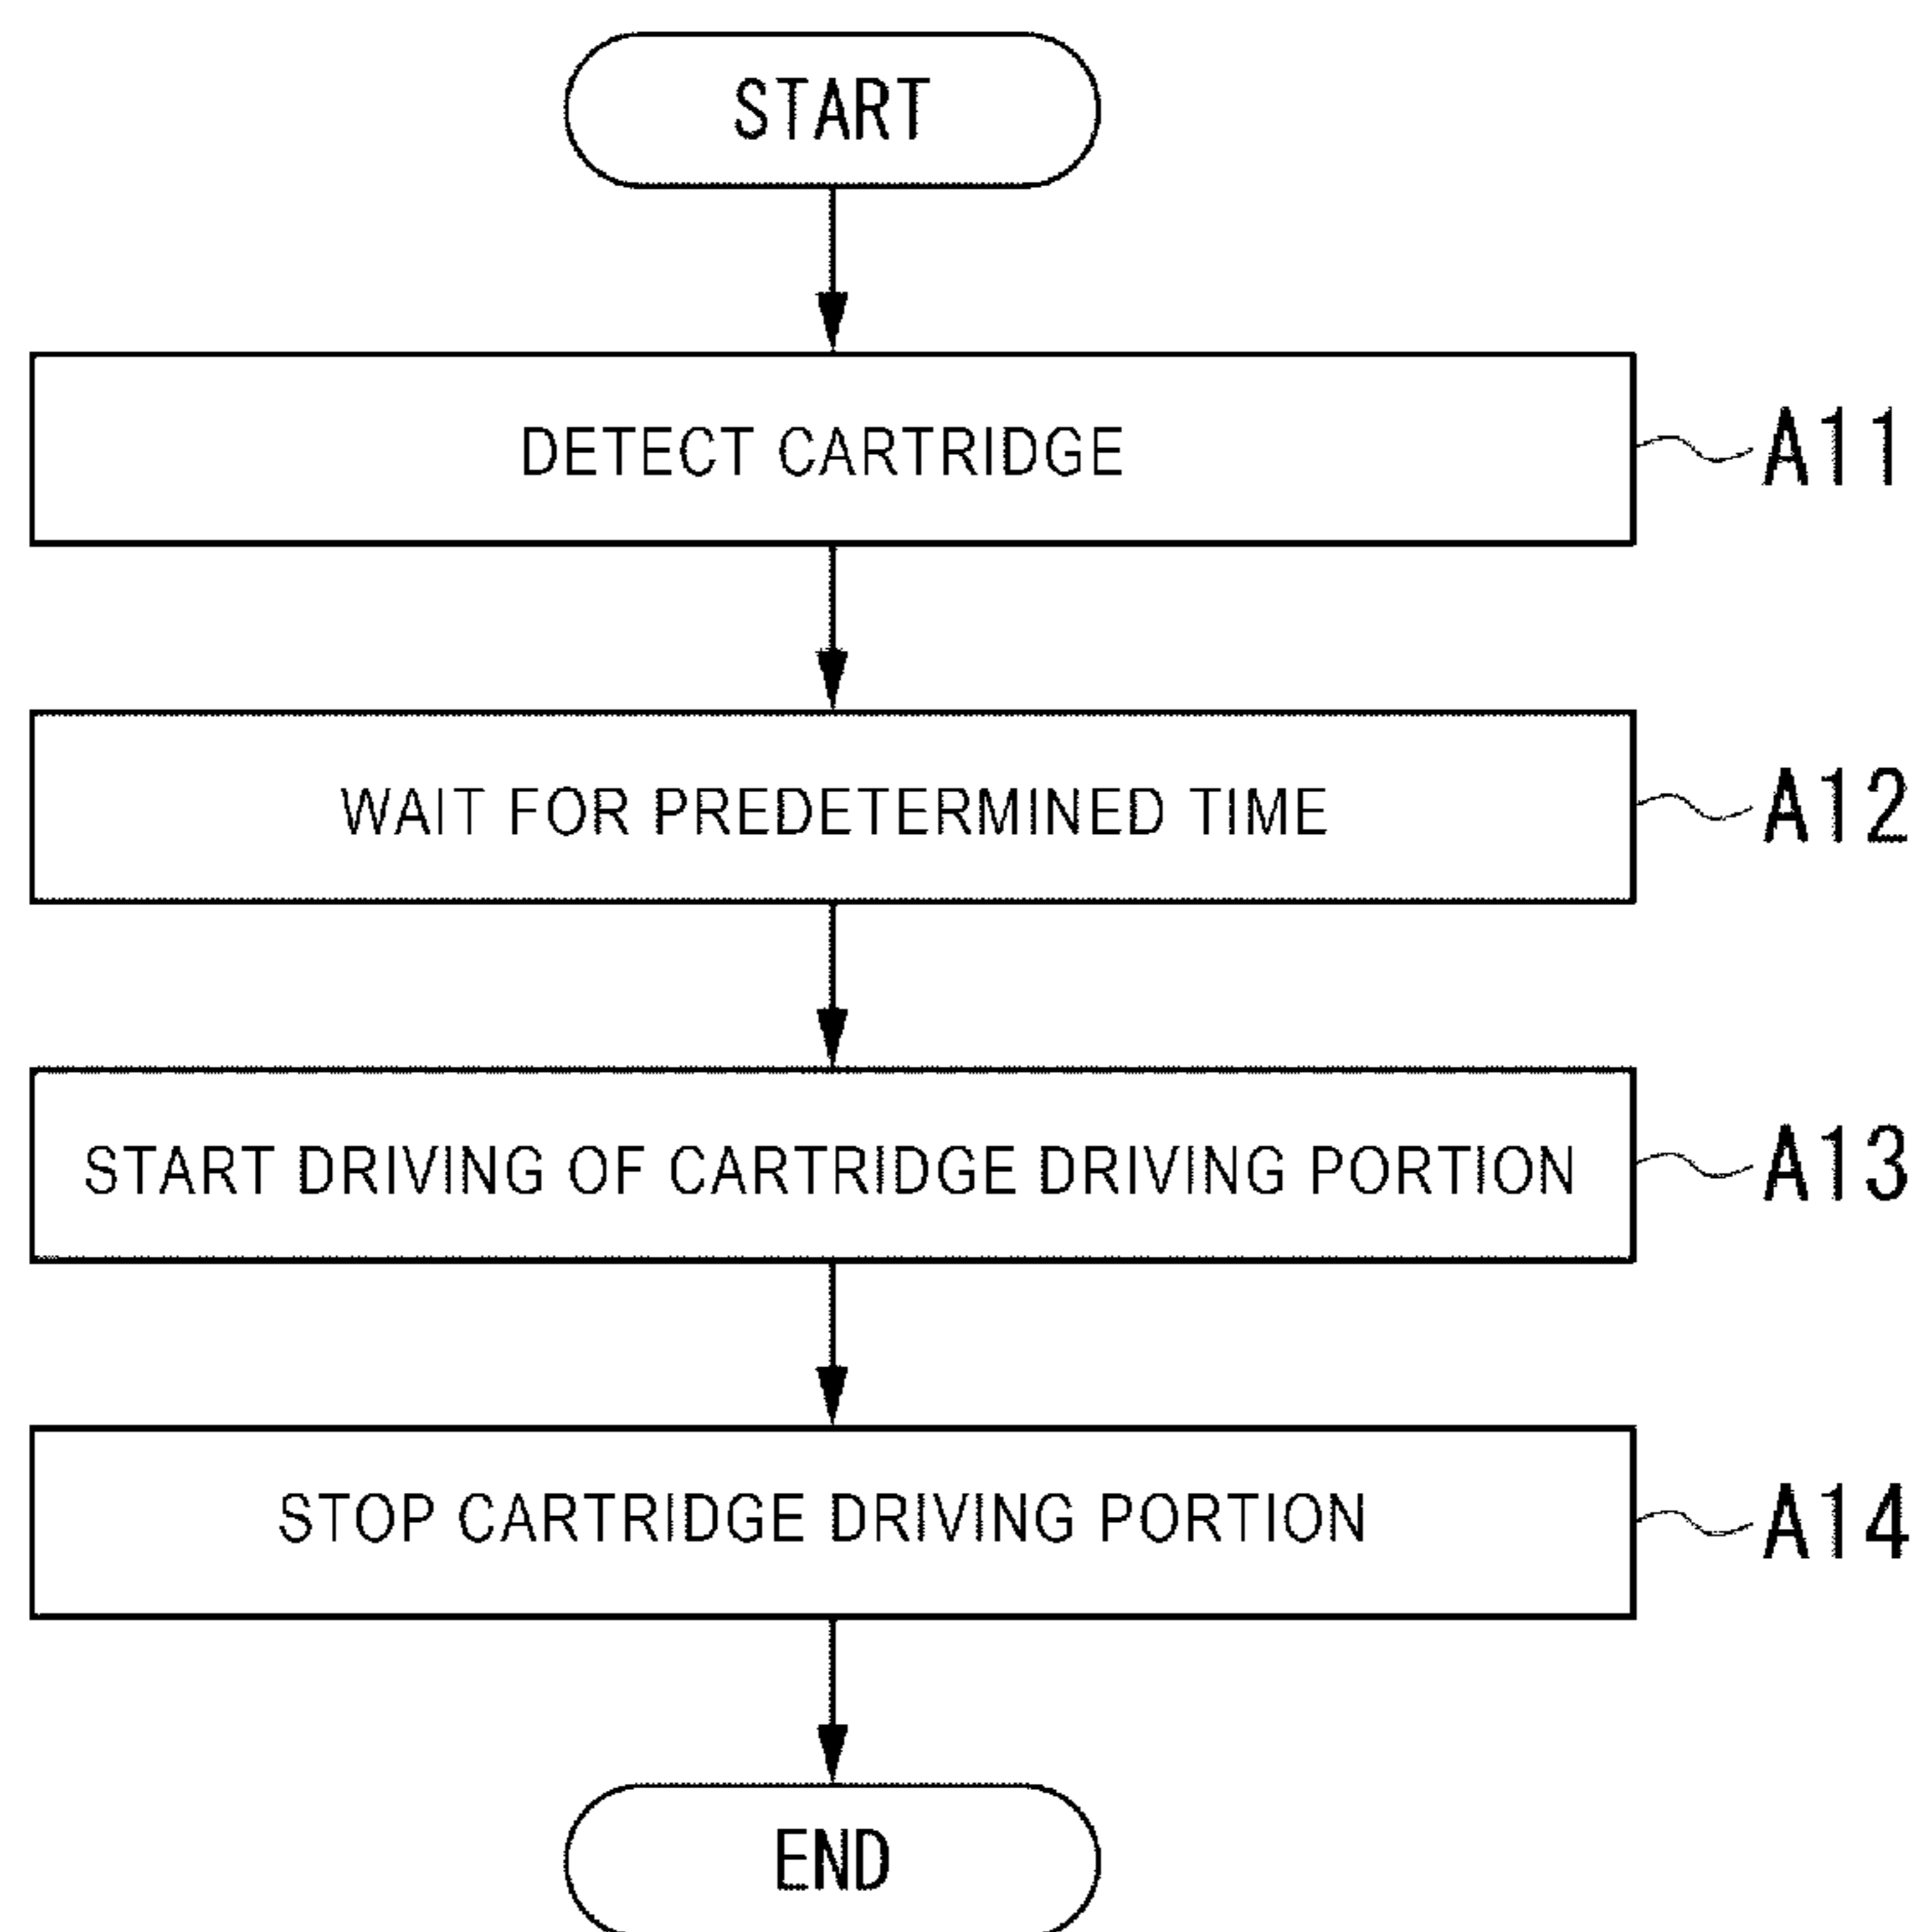 START
DETECT CARTRIDGE
A11
WAIT FOR PREDETERMINED TIME
A12
START DRIVING OF CARTRIDGE DRIVING PORTION
A13
STOP CARTRIDGE DRIVING PORTION
A14
END